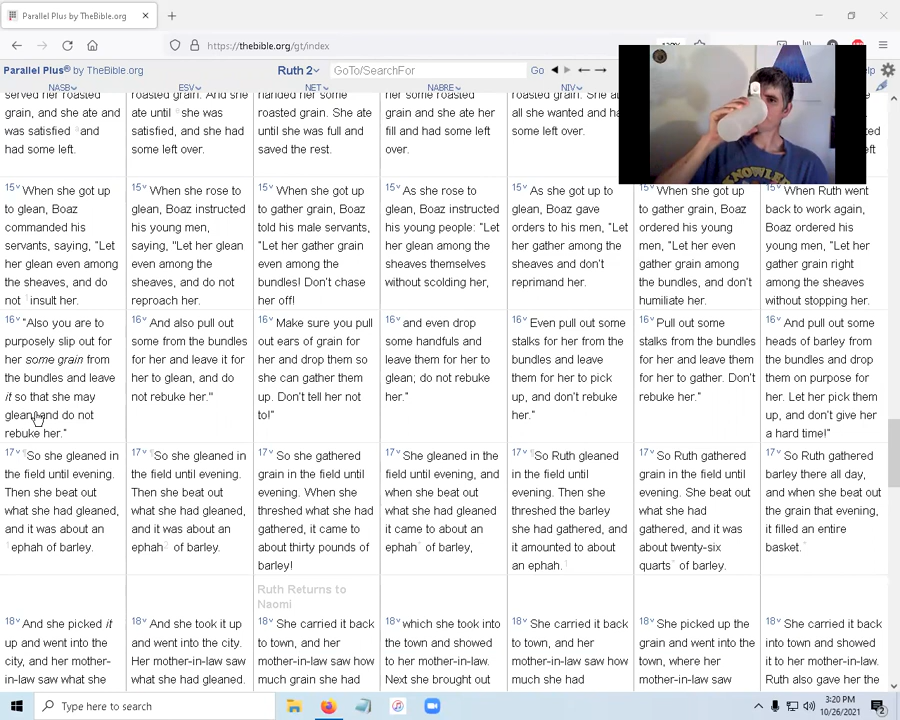 Parallel Plus by TheBible.org
https://thebible.org/gt/index
Parallel Plus® by TheBible.org
Ruth 2
GoTo/SearchFor
Go
Help
NASB
ESV
NET
NABRE
NIV
served her roasted
grain, and she ate and
was satisfied and
had some left.
roasted grain. And she
ate until she was
satisfied, and she had
some left over.
handed her some
roasted grain. She ate
until she was full and
saved the rest.
her some roasted
grain and she ate her
fill and had some left
over.
roasted grain. She ate
all she wanted and had
some left over.
15v When she got up
to glean, Boaz
commanded his
servants, saying, "Let
her glean even among
the sheaves, and do
not insult her.
15v When she rose to
glean, Boaz instructed
his young men,
saying, "Let her glean
even among the
sheaves, and do not
reproach her.
15v When she got up
to gather grain, Boaz
told his male servants,
"Let her gather grain
even among the
bundles! Don't chase
her off!
15v As she rose to
glean, Boaz instructed
his young people: "Let
her glean among the
sheaves themselves
without scolding her,
15v As she got up to
glean, Boaz gave
orders to his men, "Let
her gather among the
sheaves and don't
reprimand her.
15v When she got up
to gather grain, Boaz
ordered his young
men, "Let her even
gather grain among
the bundles, and don't
humiliate her.
15v When Ruth went
back to work again,
Boaz ordered his
young men, "Let her
gather grain right
among the sheaves
without stopping her.
16v "Also you are to
purposely slip out for
her some grain from
the bundles and leave
it so that she may
glean, and do not
rebuke her."
16v And also pull out
some from the bundles
for her and leave it for
her to glean, and do
not rebuke her."
16v Make sure you pull
out ears of grain for
her and drop them so
she can gather them
up. Don't tell her not
to!"
16v and even drop
some handfuls and
leave them for her to
glean; do not rebuke
her."
16v Even pull out some
stalks for her from the
bundles and leave
them for her to pick
up, and don't rebuke
her."
16v Pull out some
stalks from the bundles
for her and leave them
for her to gather. Don't
rebuke her."
16v And pull out some
heads of barley from
the bundles and drop
them on purpose for
her. Let her pick them
up, and don't give her
a hard time!"
17v So she gleaned in
the field until evening.
Then she beat out
what she had gleaned,
and it was about an
ephah of barley.
17v So she gleaned in
the field until evening.
Then she beat out
what she had gleaned,
and it was about an
ephah of barley.
17v So she gathered
grain in the field until
evening. When she
threshed what she had
gathered, it came to
about thirty pounds of
barley!
17v She gleaned in the
field until evening, and
when she beat out
what she had gleaned
it came to about an
ephah of barley,
17v So Ruth gleaned
in the field until
evening. Then she
threshed the barley
she had gathered, and
it amounted to about
an ephah.
17v So Ruth gathered
grain in the field until
evening. She beat out
what she had
gathered, and it was
about twenty-six
quarts of barley.
17v So Ruth gathered
barley there all day,
and when she beat out
the grain that evening,
it filled an entire
basket.
Ruth Returns to
Naomi
18v And she picked it
up and went into the
city, and her mother-
in-law saw what she
18v And she took it up
and went into the city.
Her mother-in-law saw
what she had gleaned.
18v She carried it back
to town, and her
mother-in-law saw how
much grain she had
18v which she took into
the town and showed
to her mother-in-law.
Next she brought out
18v She carried it back
to town, and her
mother-in-law saw how
much she had
18v She picked up the
grain and went into the
town, where her
mother-in-law saw
18v She carried it back
into town and showed
it to her mother-in-law.
Ruth also gave her the
Type here to search
3:20 PM
10/26/2021
2